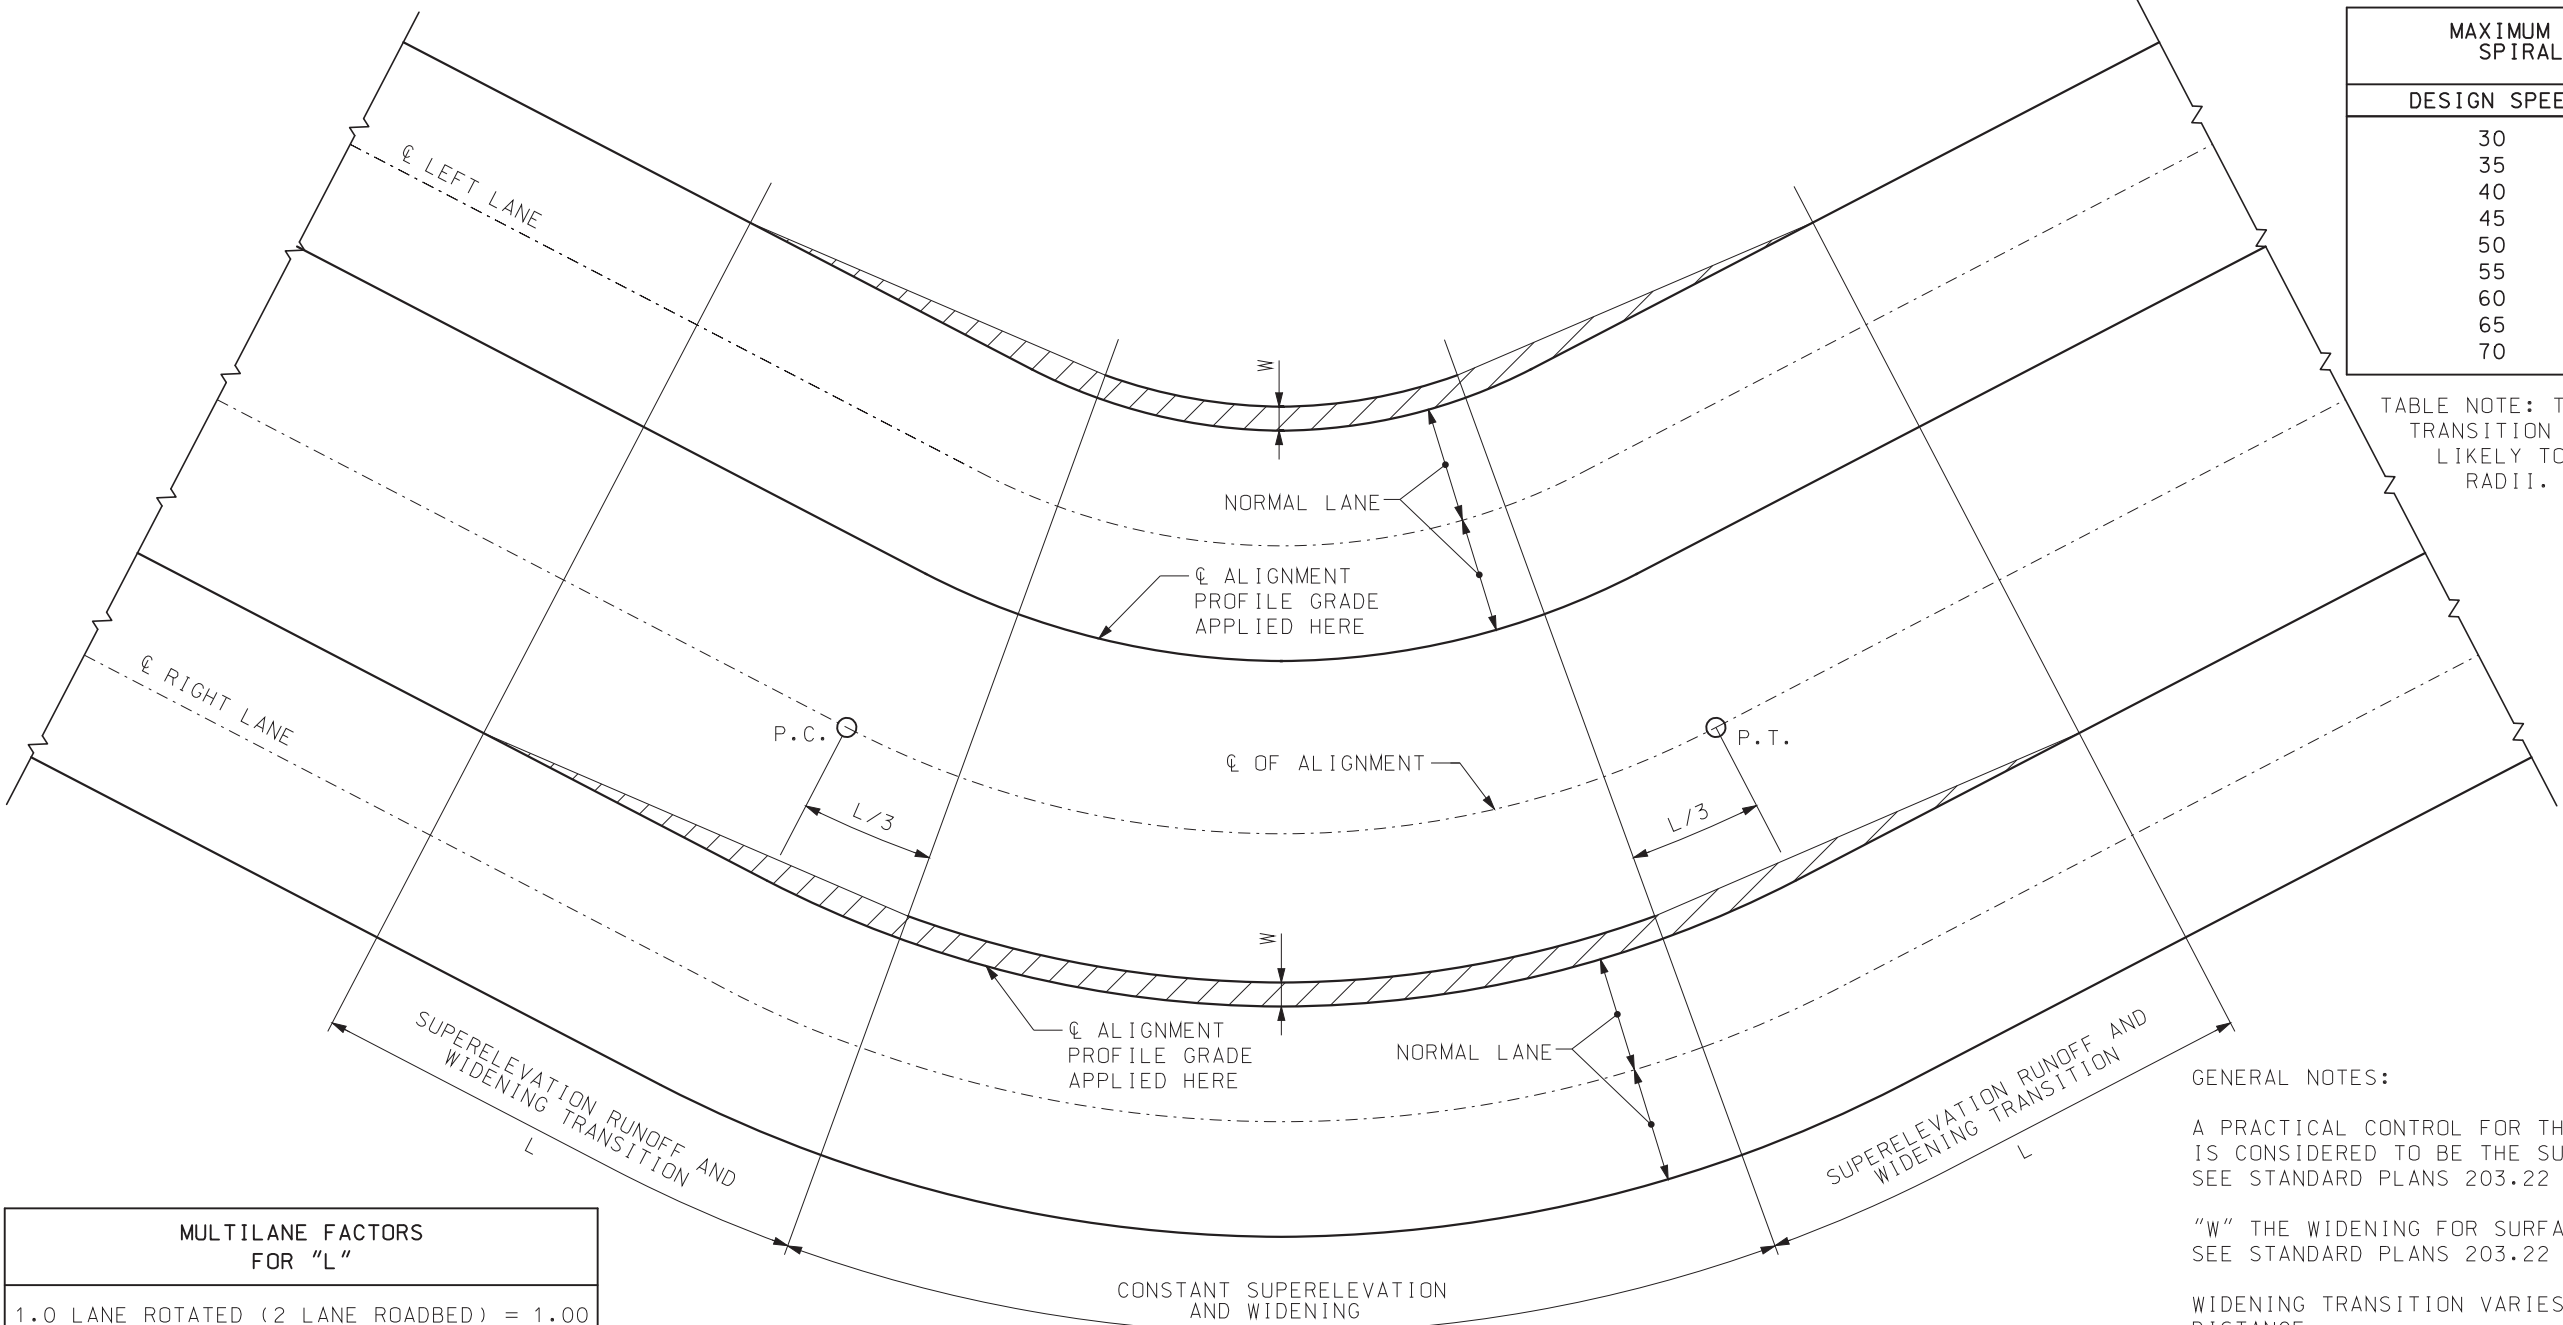 MAXIMUM
SPIRAL
DESIGN SPEE
30
35
40
45
50
55
60
65
70
TABLE NOTE: T
TRANSITION
LIKELY TO
RADII.
℄ LEFT LANE
W
NORMAL LANE
℄ ALIGNMENT
PROFILE GRADE
APPLIED HERE
℄ RIGHT LANE
P.C.
℄ OF ALIGNMENT
P.T.
L/3
L/3
W
℄ ALIGNMENT
PROFILE GRADE
APPLIED HERE
NORMAL LANE
SUPERELEVATION RUNOFF AND
WIDENING TRANSITION
L
SUPERELEVATION RUNOFF AND
WIDENING TRANSITION
L
CONSTANT SUPERELEVATION
AND WIDENING
MULTILANE FACTORS
FOR "L"
1.0 LANE ROTATED (2 LANE ROADBED) = 1.00
GENERAL NOTES:
A PRACTICAL CONTROL FOR TH
IS CONSIDERED TO BE THE SU
SEE STANDARD PLANS 203.22
"W" THE WIDENING FOR SURFA
SEE STANDARD PLANS 203.22
WIDENING TRANSITION VARIES